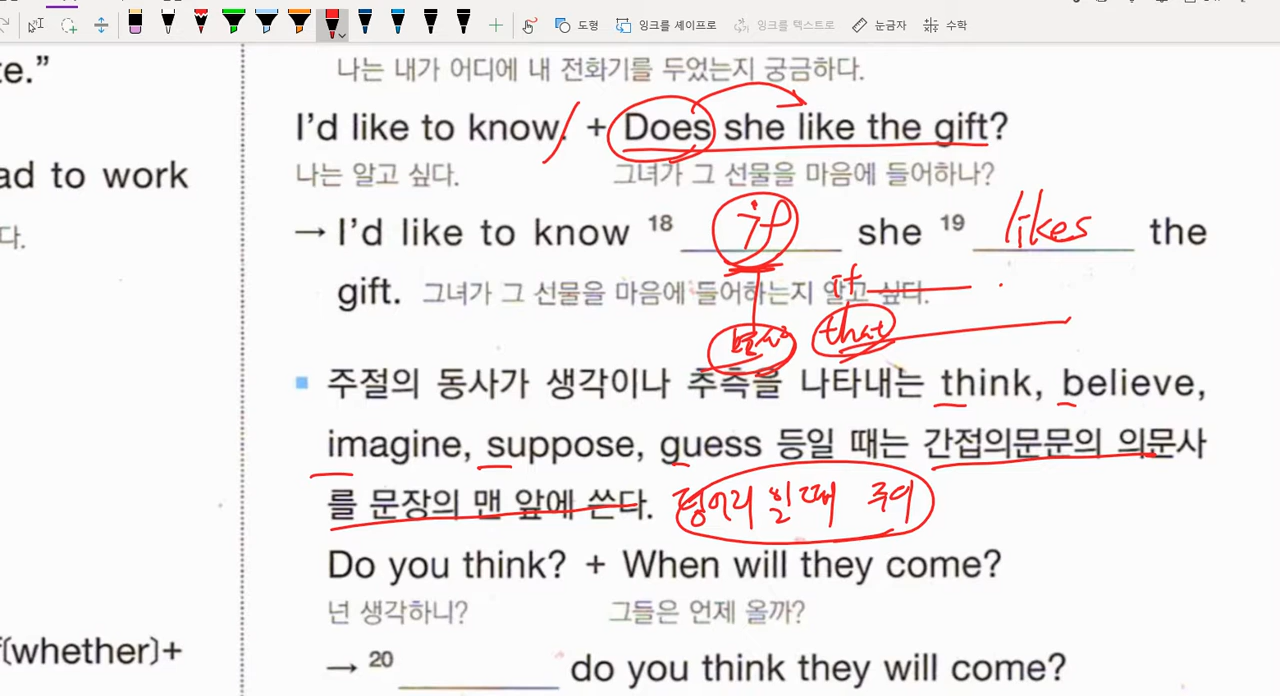 도형 잉크를 셰이프로 잉크를 텍스트로 눈금자 수학
te.”
나는 내가 어디에 내 전화기를 두었는지 궁금하다.
I’d like to know. + Does she like the gift?
나는 알고 싶다. 그녀가 그 선물을 마음에 들어하나?
ad to work
다.
→ I’d like to know 18 if she 19 likes the
gift. 그녀가 그 선물을 마음에 들어하는지 알고 싶다.
if
that
■ 주절의 동사가 생각이나 추측을 나타내는 think, believe,
imagine, suppose, guess 등일 때는 간접의문문의 의문사
를 문장의 맨 앞에 쓴다. 덩어리 일 때 주의
Do you think? + When will they come?
넌 생각하니? 그들은 언제 올까?
f(whether)+
→ 20 do you think they will come?